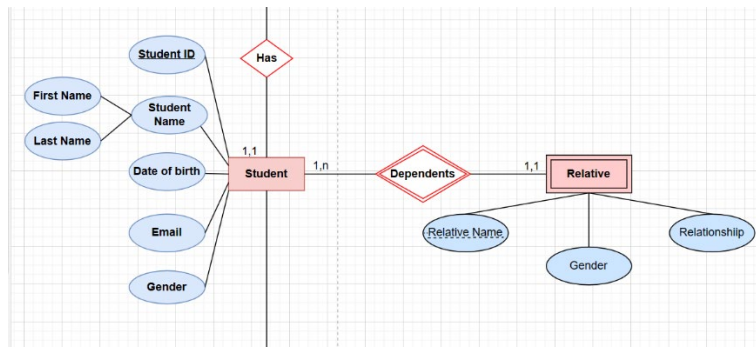 Student ID
Has
First Name
Student
Name
Last Name
1,1
1,n
Date of birth
Student
Dependents
1,1
Relative
Email
Relative Name
Gender
Relationshiip
Gender